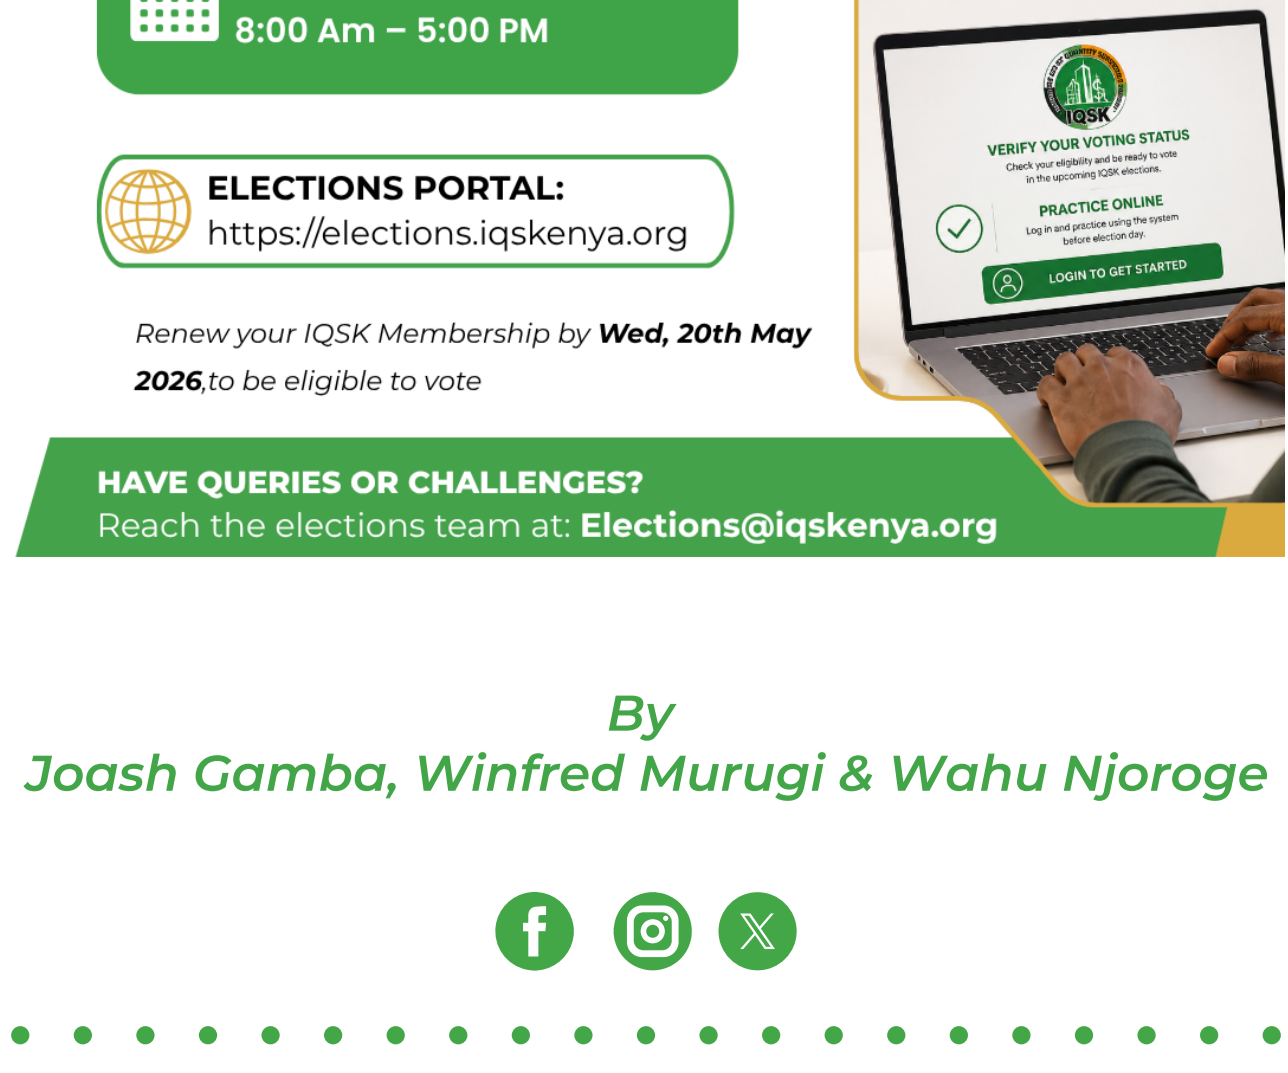 8:00 Am – 5:00 PM
ELECTIONS PORTAL:
https://elections.iqskenya.org
Renew your IQSK Membership by Wed, 20th May
2026,to be eligible to vote
IQSK
VERIFY YOUR VOTING STATUS
Check your eligibility and be ready to vote
in the upcoming IQSK elections.
PRACTICE ONLINE
Log in and practice using the system
before election day.
LOGIN TO GET STARTED
HAVE QUERIES OR CHALLENGES?
Reach the elections team at: Elections@iqskenya.org
By
Joash Gamba, Winfred Murugi & Wahu Njoroge